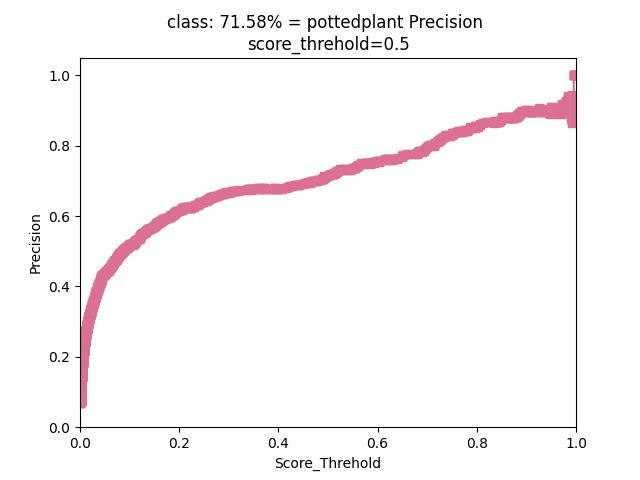 class: 71.58% = pottedplant Precision
score_threhold=0.5
1.0
0.8
0.6
0.4
0.2
0.0
Precision
0.0 0.2 0.4 0.6 0.8 1.0
Score_Threhold